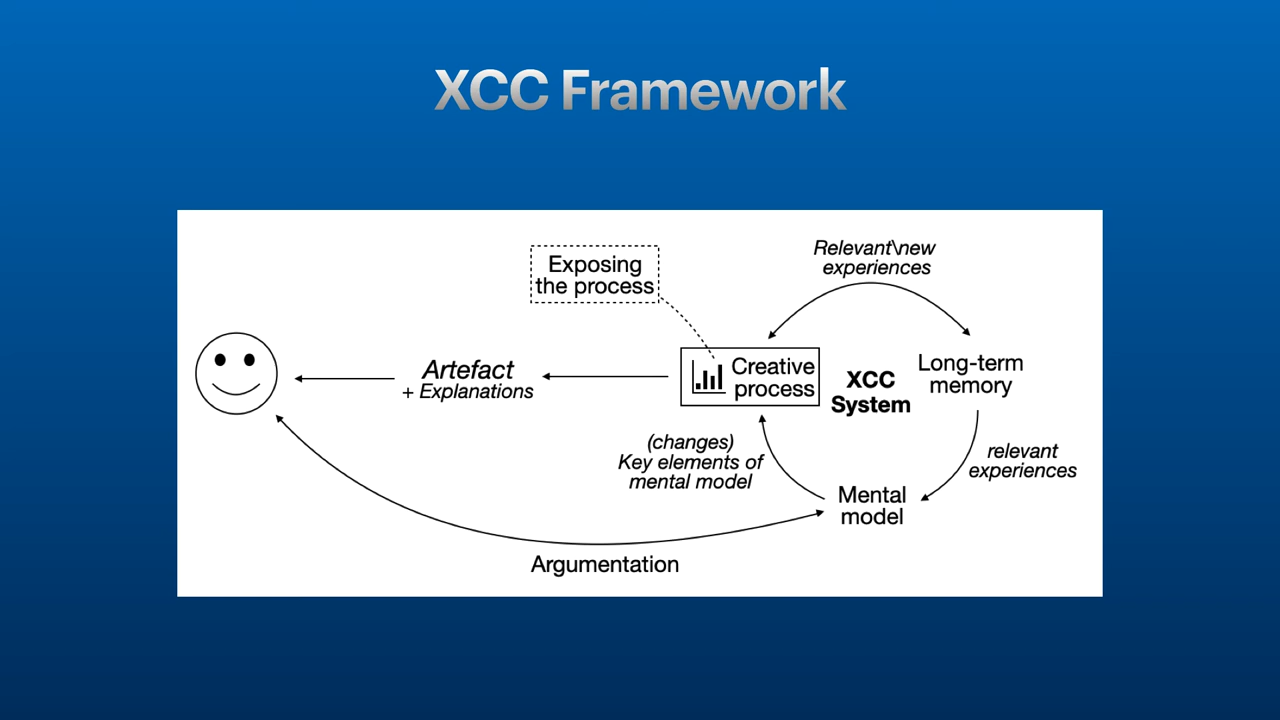 XCC Framework
Exposing
the process
Relevant\new
experiences
Artefact
+ Explanations
Creative
process
XCC
System
Long-term
memory
(changes)
Key elements of
mental model
relevant
experiences
Mental
model
Argumentation